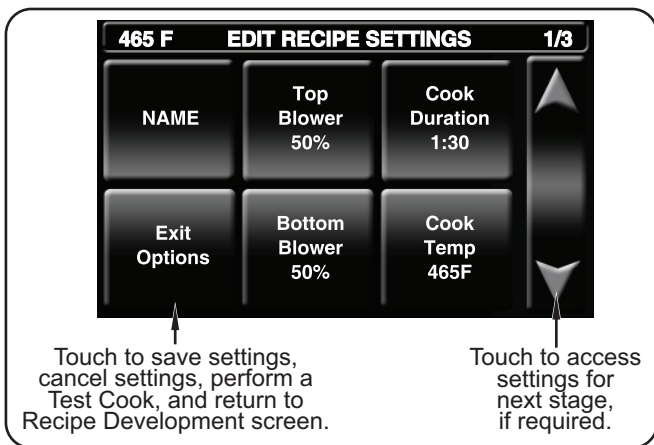 465 F EDIT RECIPE SETTINGS 1/3
NAME
Top
Blower
50%
Cook
Duration
1:30
Exit
Options
Bottom
Blower
50%
Cook
Temp
465F
Touch to save settings,
cancel settings, perform a
Test Cook, and return to
Recipe Development screen.
Touch to access
settings for
next stage,
if required.